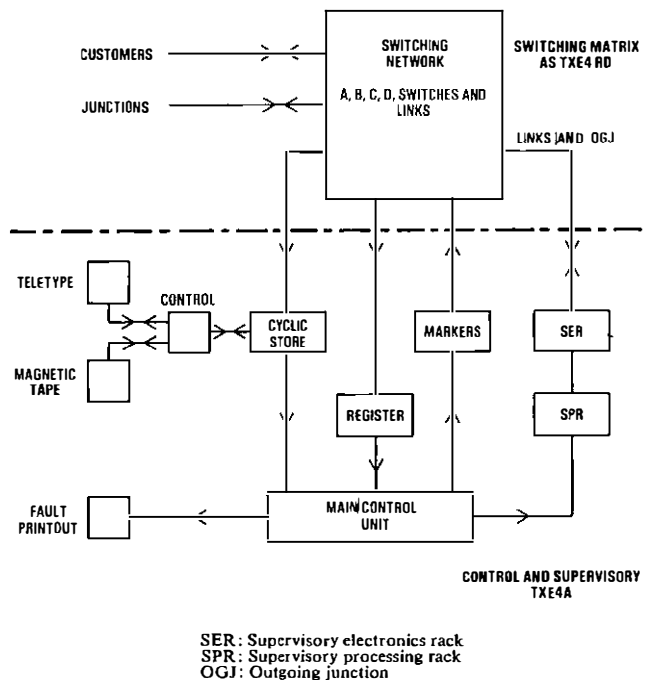 CUSTOMERS
JUNCTIONS
SWITCHING
NETWORK
A, B, C, D, SWITCHES AND
LINKS
SWITCHING MATRIX
AS TXE4 RD
LINKS AND OGJ
TELETYPE
CONTROL
MAGNETIC
TAPE
CYCLIC
STORE
MARKERS
SER
REGISTER
SPR
FAULT
PRINTOUT
MAIN CONTROL
UNIT
CONTROL AND SUPERVISORY
TXE4A
SER: Supervisory electronics rack
SPR: Supervisory processing rack
OGJ: Outgoing junction